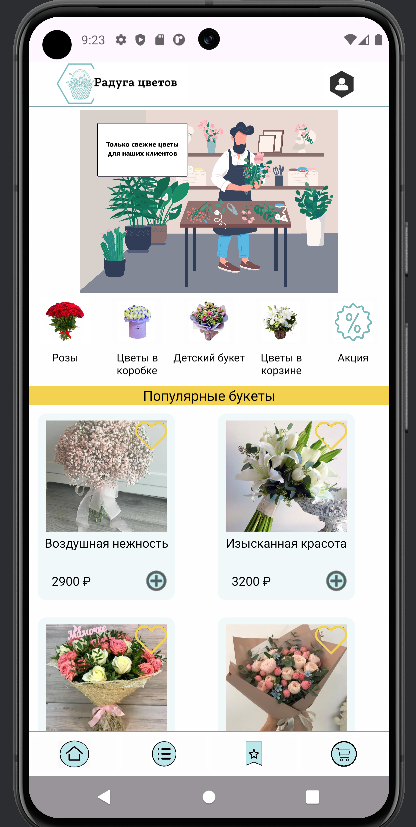 9:23
Радуга цветов
Только свежие цветы
для наших клиентов
Розы
Цветы в
коробке
Детский букет
Цветы в
корзине
Акция
Популярные букеты
Воздушная нежность
Изысканная красота
2900 ₽
3200 ₽
Мамочке